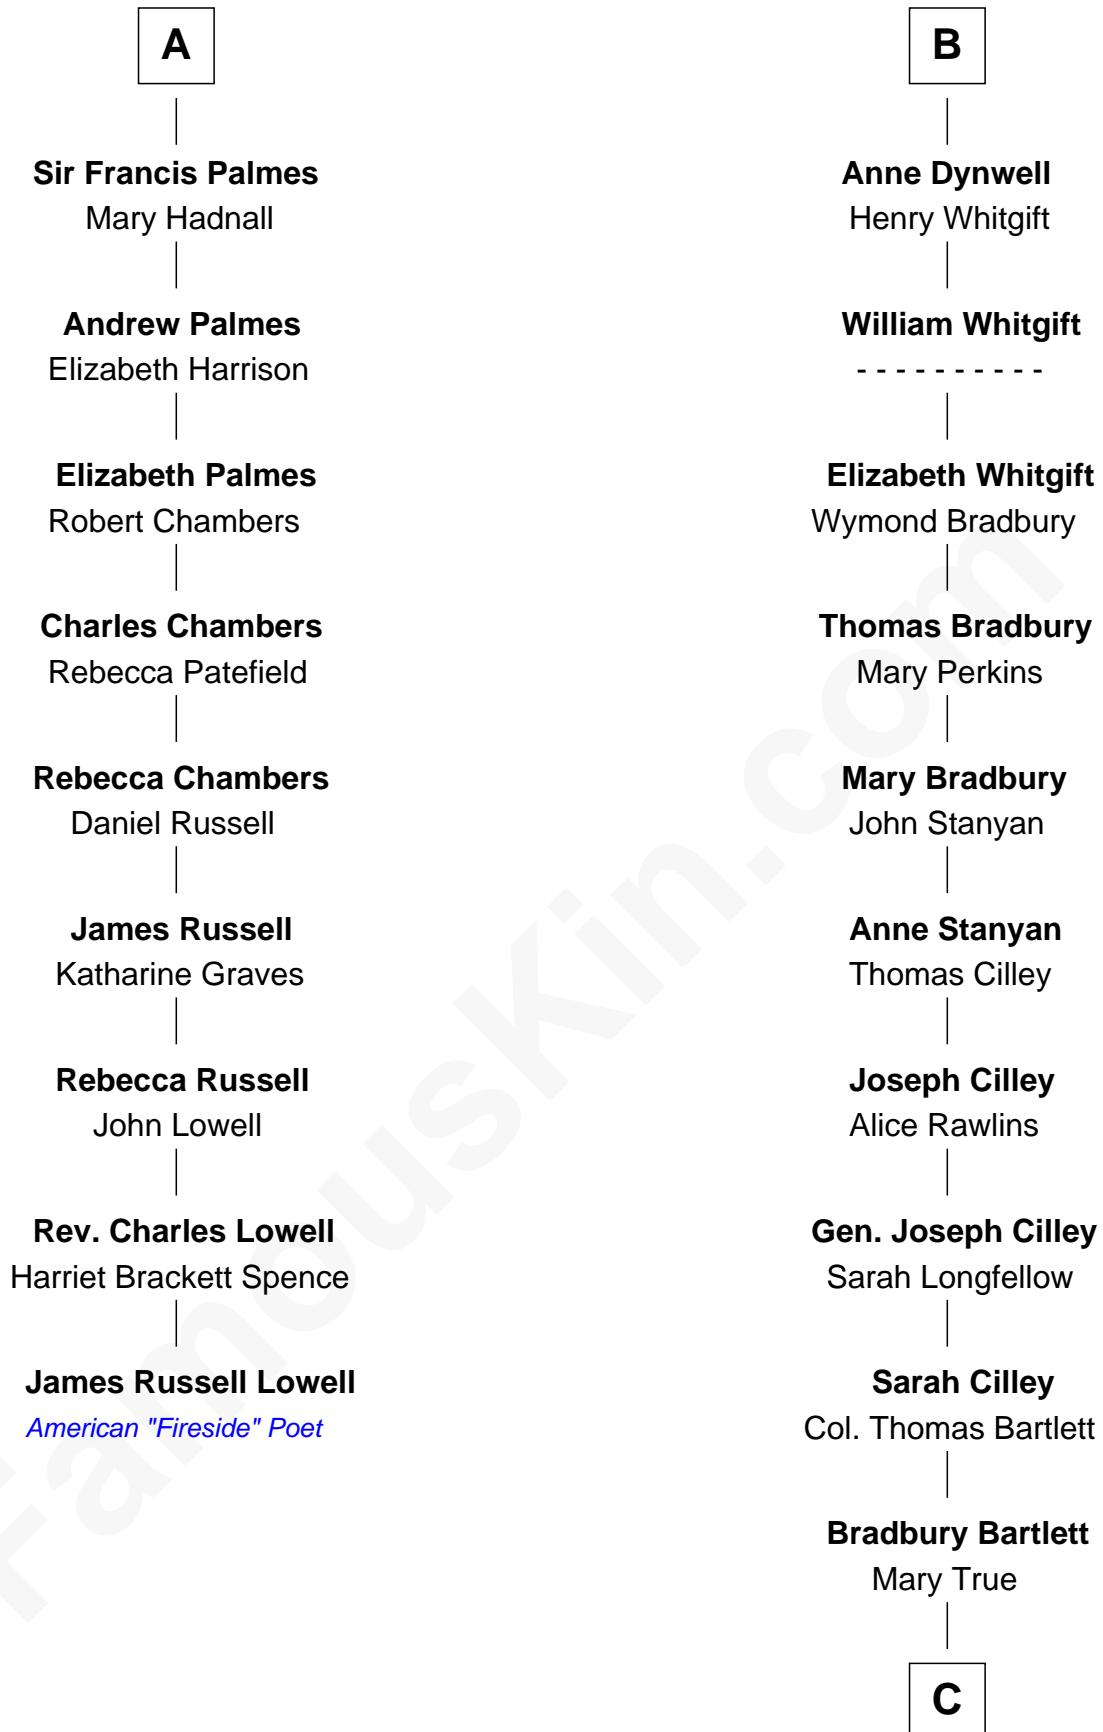 A
Sir Francis Palmes
Mary Hadnall
Andrew Palmes
Elizabeth Harrison
Elizabeth Palmes
Robert Chambers
Charles Chambers
Rebecca Patefield
Rebecca Chambers
Daniel Russell
James Russell
Katharine Graves
Rebecca Russell
John Lowell
Rev. Charles Lowell
Harriet Brackett Spence
James Russell Lowell
American "Fireside" Poet
B
Anne Dynwell
Henry Whitgift
William Whitgift
- - - - - - - - - -
Elizabeth Whitgift
Wymond Bradbury
Thomas Bradbury
Mary Perkins
Mary Bradbury
John Stanyan
Anne Stanyan
Thomas Cilley
Joseph Cilley
Alice Rawlins
Gen. Joseph Cilley
Sarah Longfellow
Sarah Cilley
Col. Thomas Bartlett
Bradbury Bartlett
Mary True
C
FamousKin.com